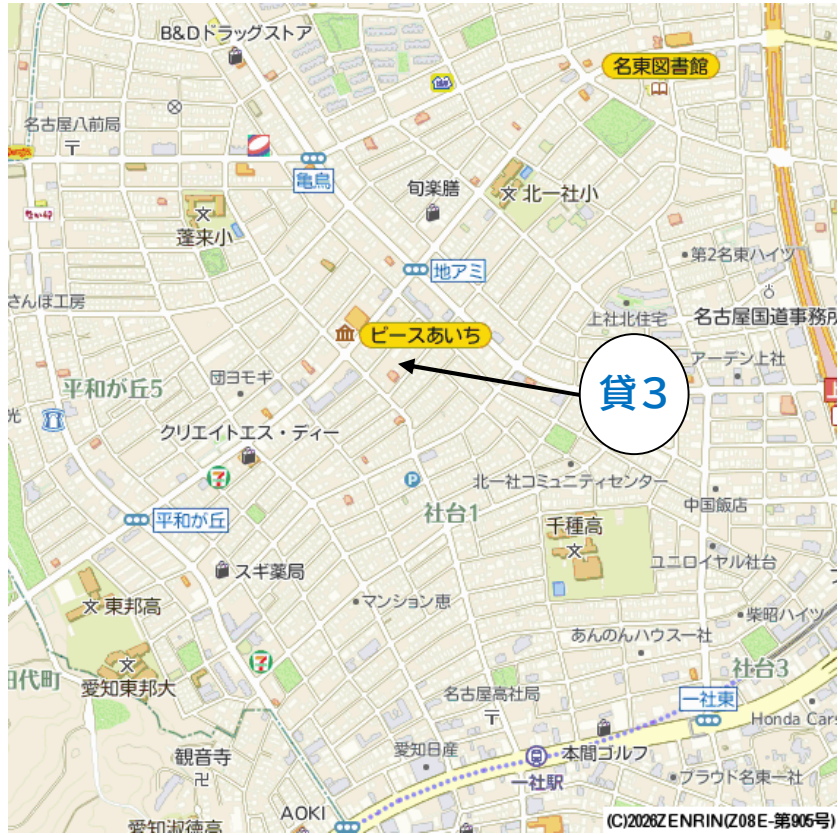 B&Dドラッグストア
名東図書館
名古屋八前局
亀島
旬楽膳
北一社小
蓬来小
第2名東ハイツ
地アミ
さんぽ工房
上社北住宅
名古屋国道事務所
ピースあいち
アーデン上社
団ヨモギ
平和が丘5
貸3
上
光
クリエイトエス・ディー
北一社コミュニティセンター
P
中国飯店
社台1
平和が丘
千種高
ユニロイヤル社台
スギ薬局
マンション恵
東邦高
柴昭ハイツ
あんのんハウス一社
社台3
愛知東邦大
田代町
名古屋高社局
一社東
Honda Cars
観音寺
愛知日産
本間ゴルフ
一社駅
プラウド名東一社
AOKI
愛知淑徳高
(C)2026ZENRIN(Z08E-第905号)